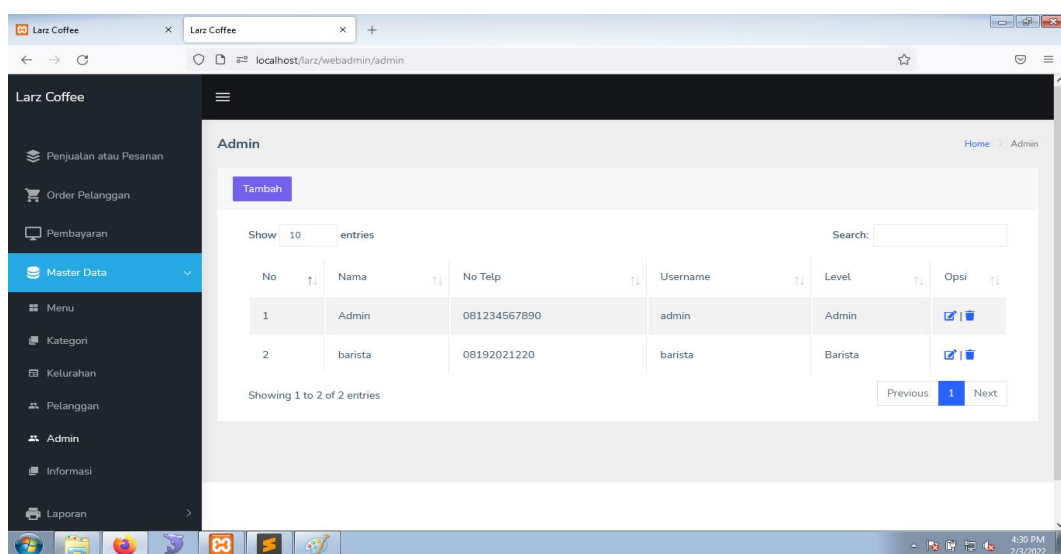 Larz Coffee
Larz Coffee
localhost/larz/webadmin/admin
Larz Coffee
Admin
Home > Admin
Penjualan atau Pesanan
Order Pelanggan
Pembayaran
Master Data
Menu
Kategori
Kelurahan
Pelanggan
Admin
Informasi
Laporan
Tambah
Show 10 entries
Search:
No Nama No Telp Username Level Opsi
1 Admin 081234567890 admin Admin |
2 barista 08192021220 barista Barista |
Showing 1 to 2 of 2 entries
Previous 1 Next
4:30 PM
2/3/2022